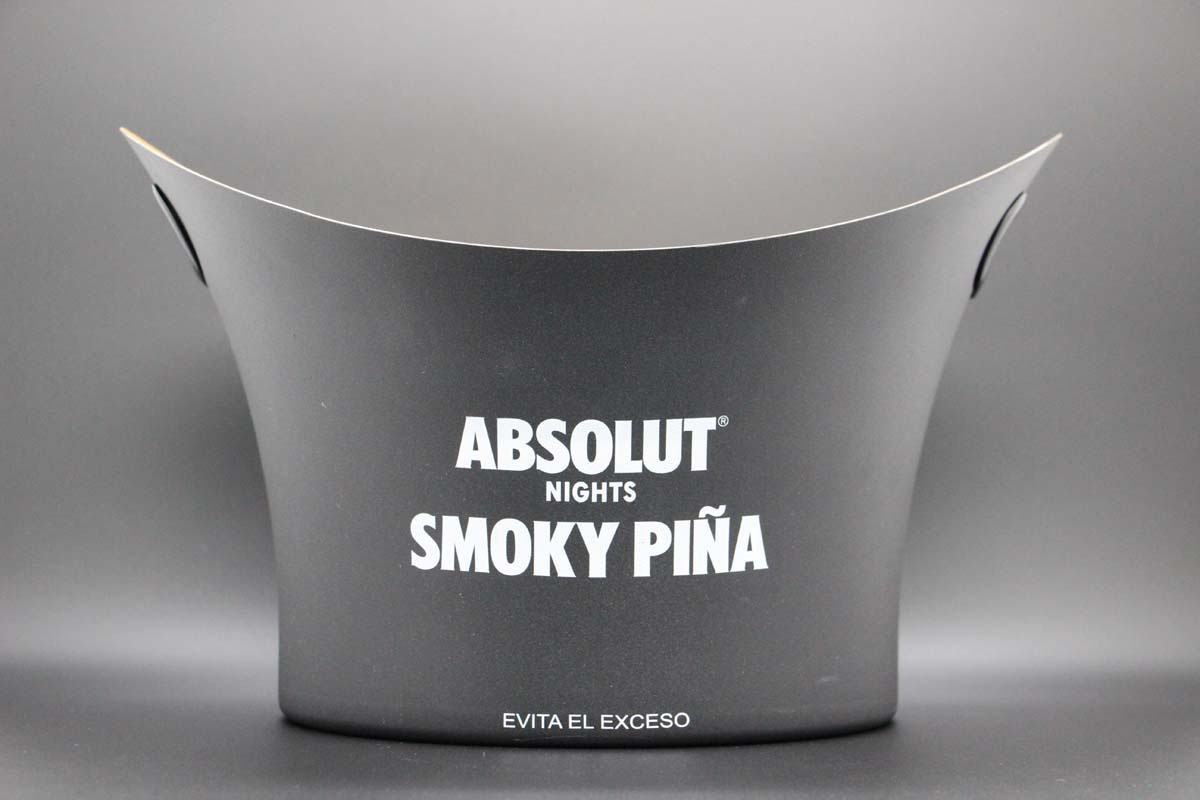 ABSOLUT®
NIGHTS
SMOKY PIÑA
EVITA EL EXCESO